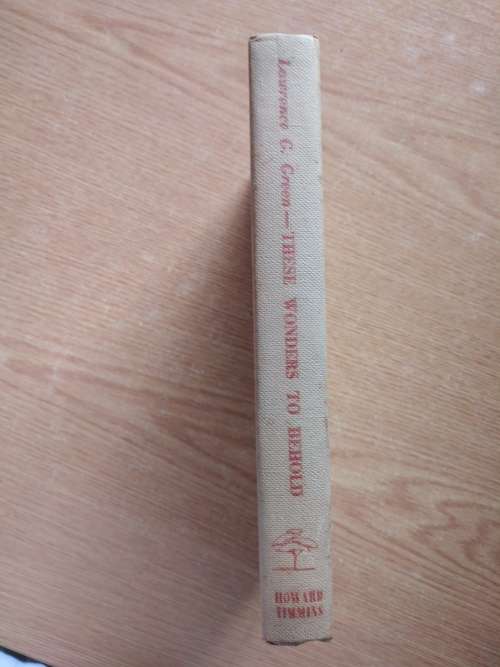 Lawrence G. Green — THESE WONDERS TO BEHOLD
HOWARD
TIMMINS